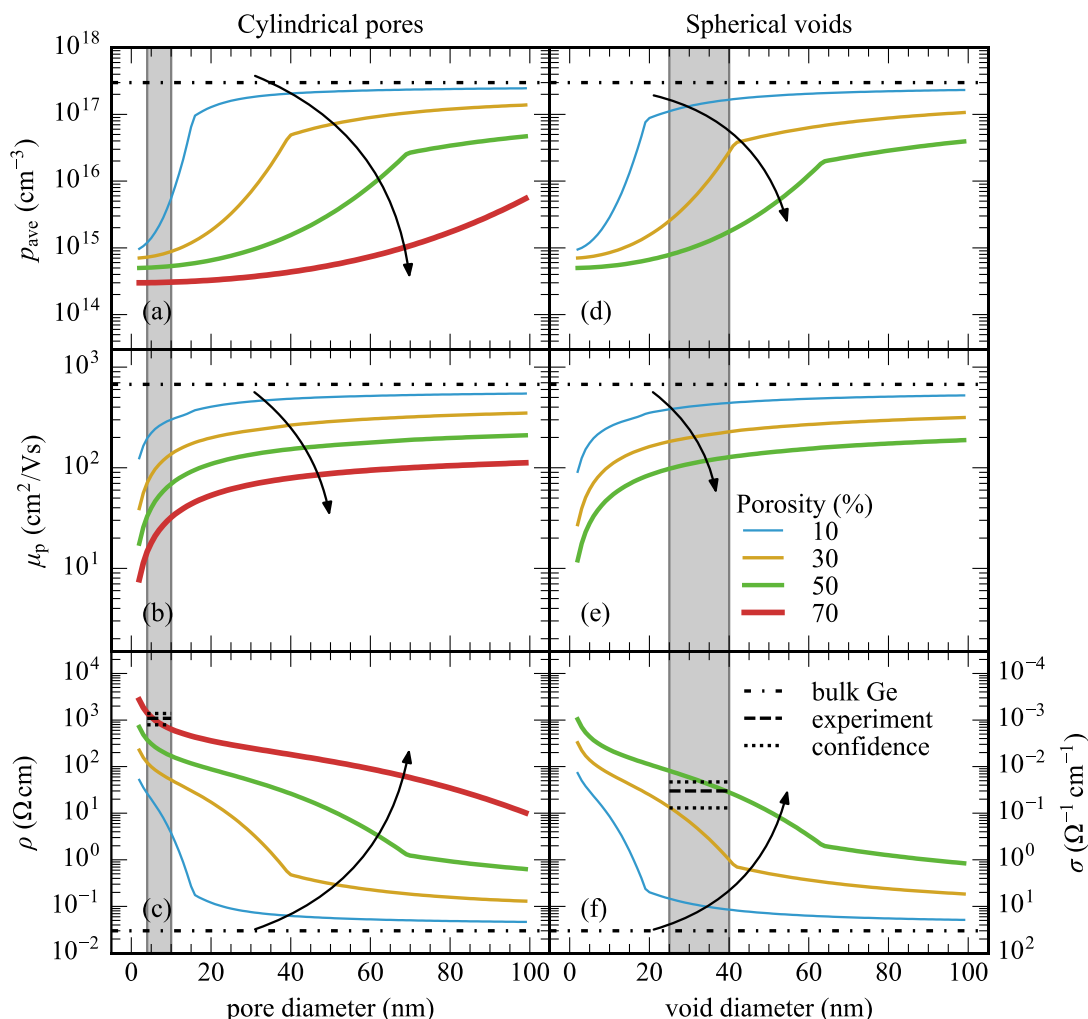 Cylindrical pores
Spherical voids
10^18
10^17
10^16
10^15
10^14
p_ave (cm^−3)
(a)
(d)
10^3
10^2
10^1
μ_p (cm^2/Vs)
(b)
(e)
Porosity (%)
10
30
50
70
10^4
10^3
10^2
10^1
10^0
10^−1
10^−2
ρ (Ω cm)
(c)
(f)
bulk Ge
experiment
confidence
10^−4
10^−3
10^−2
10^−1
10^0
10^1
10^2
σ (Ω^−1 cm^−1)
0 20 40 60 80 100
0 20 40 60 80 100
pore diameter (nm)
void diameter (nm)